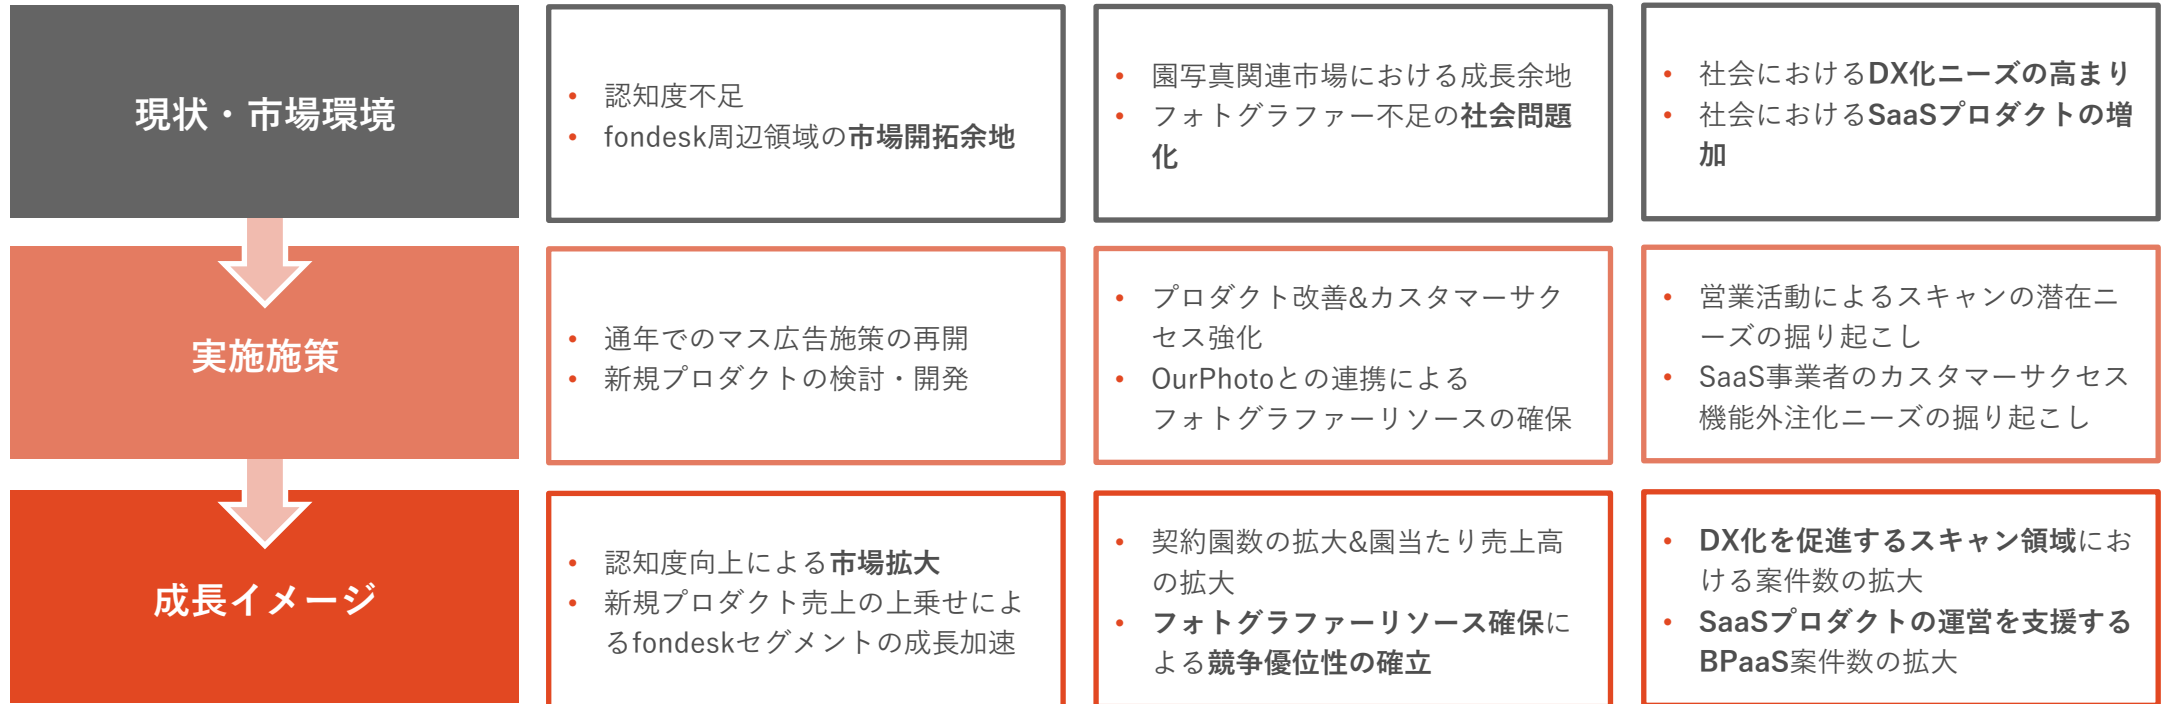 現状・市場環境
• 認知度不足
• fondesk周辺領域の市場開拓余地
• 園写真関連市場における成長余地
• フォトグラファー不足の社会問題
化
• 社会におけるDX化ニーズの高まり
• 社会におけるSaaSプロダクトの増
加
実施施策
• 通年でのマス広告施策の再開
• 新規プロダクトの検討・開発
• プロダクト改善&カスタマーサク
セス強化
• OurPhotoとの連携による
フォトグラファーリソースの確保
• 営業活動によるスキャンの潜在ニ
ーズの掘り起こし
• SaaS事業者のカスタマーサクセス
機能外注化ニーズの掘り起こし
成長イメージ
• 認知度向上による市場拡大
• 新規プロダクト売上の上乗せによ
るfondeskセグメントの成長加速
• 契約園数の拡大&園当たり売上高
の拡大
• フォトグラファーリソース確保に
よる競争優位性の確立
• DX化を促進するスキャン領域にお
ける案件数の拡大
• SaaSプロダクトの運営を支援する
BPaaS案件数の拡大